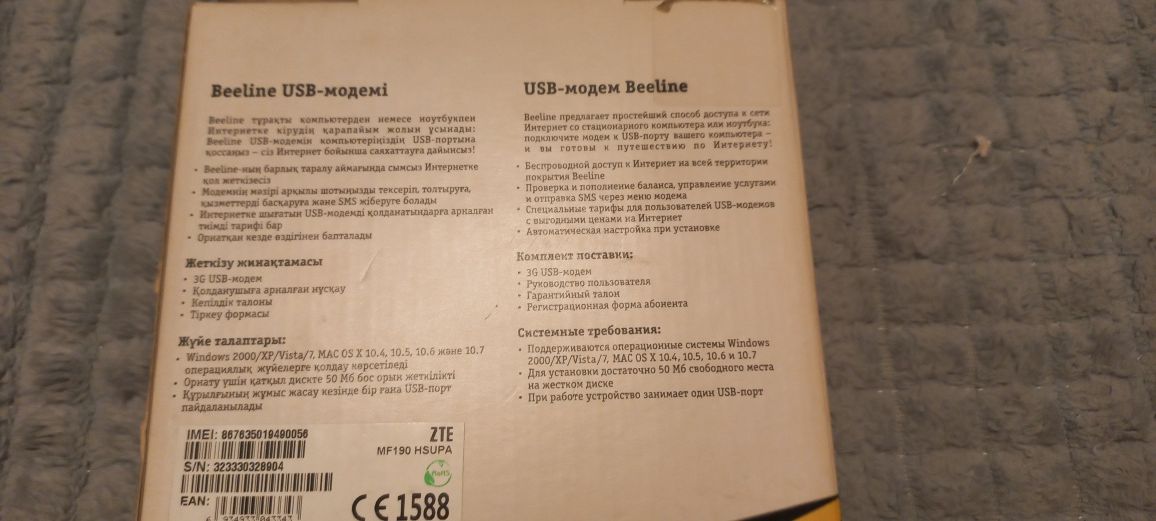 Beeline USB-модемі
Beeline тұрақты компьютерден немесе ноутбукпен
Интернетке кірудің қарапайым жолын ұсынады:
Beeline USB-модемін компьютеріңіздің USB-портына
қоссаңыз – сіз Интернет бойынша саяхаттауға дайынсыз!
• Beeline-ның барлық таралу аймағында сымсыз Интернетке
қол жеткізесіз
• Модемнің мәзірі арқылы шотыңызды тексеріп, толтыруға,
қызметтерді басқаруға және SMS жіберуге болады
• Интернетке шығатын USB-модемді қолданатындарға арналған
тиімді тарифі бар
• Орнатқан кезде өздігінен бапталады
Жеткізу жинақтамасы
• 3G USB-модем
• Қолданушыға арналған нұсқау
• Кепілдік талоны
• Тіркеу формасы
Жүйе талаптары:
• Windows 2000/XP/Vista/7, MAC OS X 10.4, 10.5, 10.6 және 10.7
операциялық жүйелерге қолдау көрсетіледі
• Орнату үшін қатқыл дискте 50 Мб бос орын жеткілікті
• Құрылғының жұмыс жасау кезінде бір ғана USB-порт
пайдаланылады
USB-модем Beeline
Beeline предлагает простейший способ доступа к сети
Интернет со стационарного компьютера или ноутбука:
подключите модем к USB-порту вашего компьютера –
и вы готовы к путешествию по Интернету!
• Беспроводной доступ к Интернет на всей территории
покрытия Beeline
• Проверка и пополнение баланса, управление услугами
и отправка SMS через меню модема
• Специальные тарифы для пользователей USB-модемов
с выгодными ценами на Интернет
• Автоматическая настройка при установке
Комплект поставки:
• 3G USB-модем
• Руководство пользователя
• Гарантийный талон
• Регистрационная форма абонента
Системные требования:
• Поддерживаются операционные системы Windows
2000/XP/Vista/7, MAC OS X 10.4, 10.5, 10.6 и 10.7
• Для установки достаточно 50 Мб свободного места
на жестком диске
• При работе устройство занимает один USB-порт
IMEI: 867635019490056
S/N: 323330328904
EAN:
ZTE
MF190 HSUPA
RoHS
CE 1588